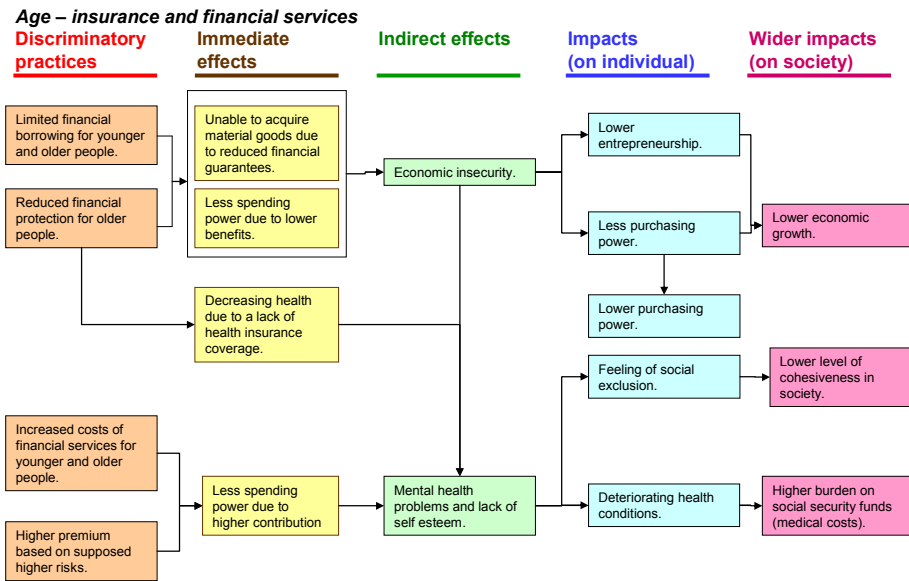 Age – insurance and financial services
Discriminatory
practices
Immediate
effects
Indirect effects
Impacts
(on individual)
Wider impacts
(on society)
Limited financial
borrowing for younger
and older people.
Reduced financial
protection for older
people.
Unable to acquire
material goods due
to reduced financial
guarantees.
Less spending
power due to lower
benefits.
Economic insecurity.
Lower
entrepreneurship.
Less purchasing
power.
Lower economic
growth.
Decreasing health
due to a lack of
health insurance
coverage.
Lower purchasing
power.
Feeling of social
exclusion.
Lower level of
cohesiveness in
society.
Increased costs of
financial services for
younger and older
people.
Higher premium
based on supposed
higher risks.
Less spending
power due to
higher contribution
Mental health
problems and lack of
self esteem.
Deteriorating health
conditions.
Higher burden on
social security funds
(medical costs).